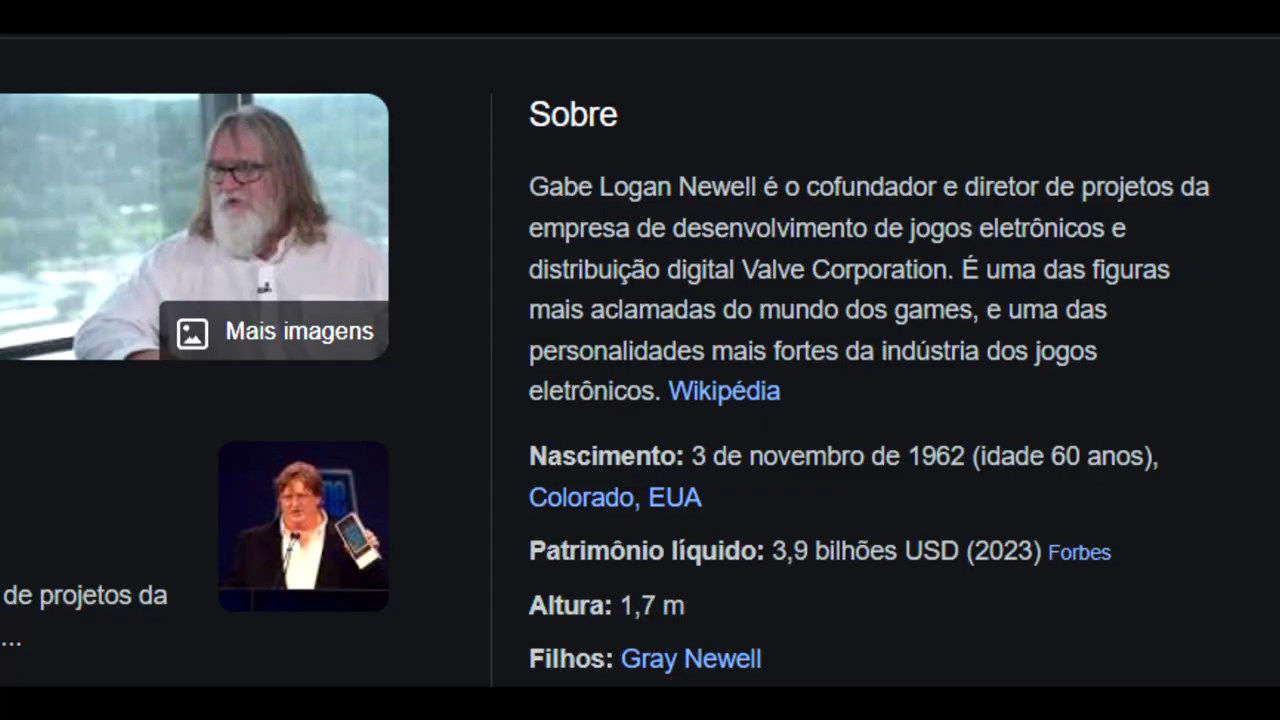 Sobre
Gabe Logan Newell é o cofundador e diretor de projetos da
empresa de desenvolvimento de jogos eletrônicos e
distribuição digital Valve Corporation. É uma das figuras
mais aclamadas do mundo dos games, e uma das
personalidades mais fortes da indústria dos jogos
eletrônicos. Wikipédia
Mais imagens
Nascimento: 3 de novembro de 1962 (idade 60 anos),
Colorado, EUA
Patrimônio líquido: 3,9 bilhões USD (2023) Forbes
de projetos da
...
Altura: 1,7 m
Filhos: Gray Newell